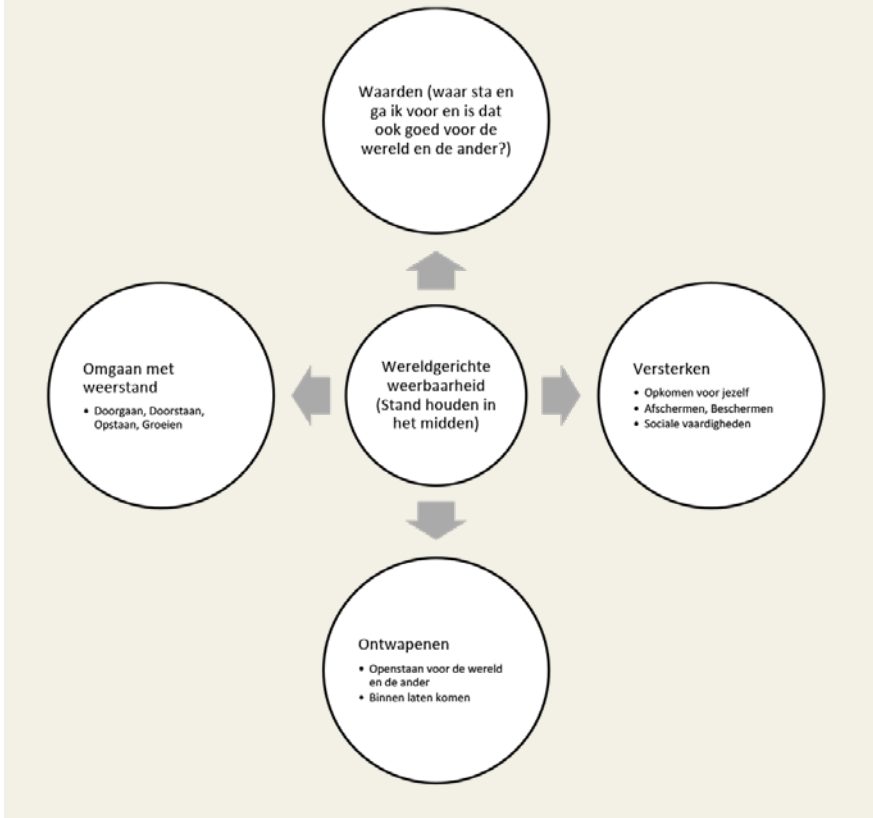 Waarden (waar sta en
ga ik voor en is dat
ook goed voor de
wereld en de ander?)
Omgaan met
weerstand
• Doorgaan, Doorstaan,
Opstaan, Groeien
Wereldgerichte
weerbaarheid
(Stand houden in
het midden)
Versterken
• Opkomen voor jezelf
• Afschermen, Beschermen
• Sociale vaardigheden
Ontwapenen
• Openstaan voor de wereld
en de ander
• Binnen laten komen